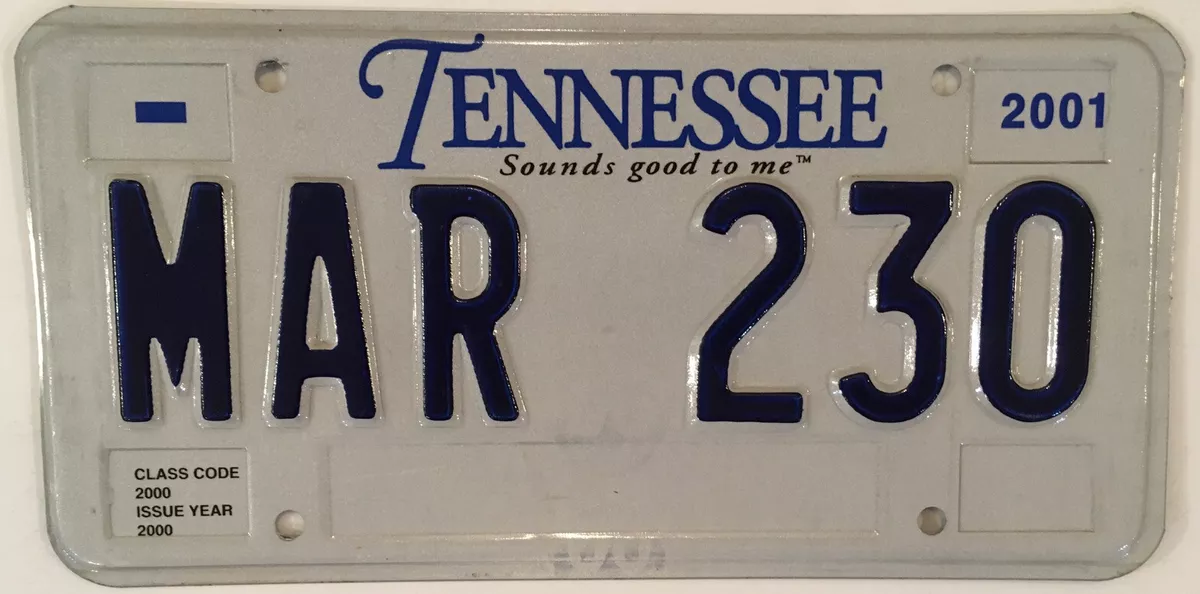 TENNESSEE
2001
Sounds good to me™
MAR 230
CLASS CODE
2000
ISSUE YEAR
2000